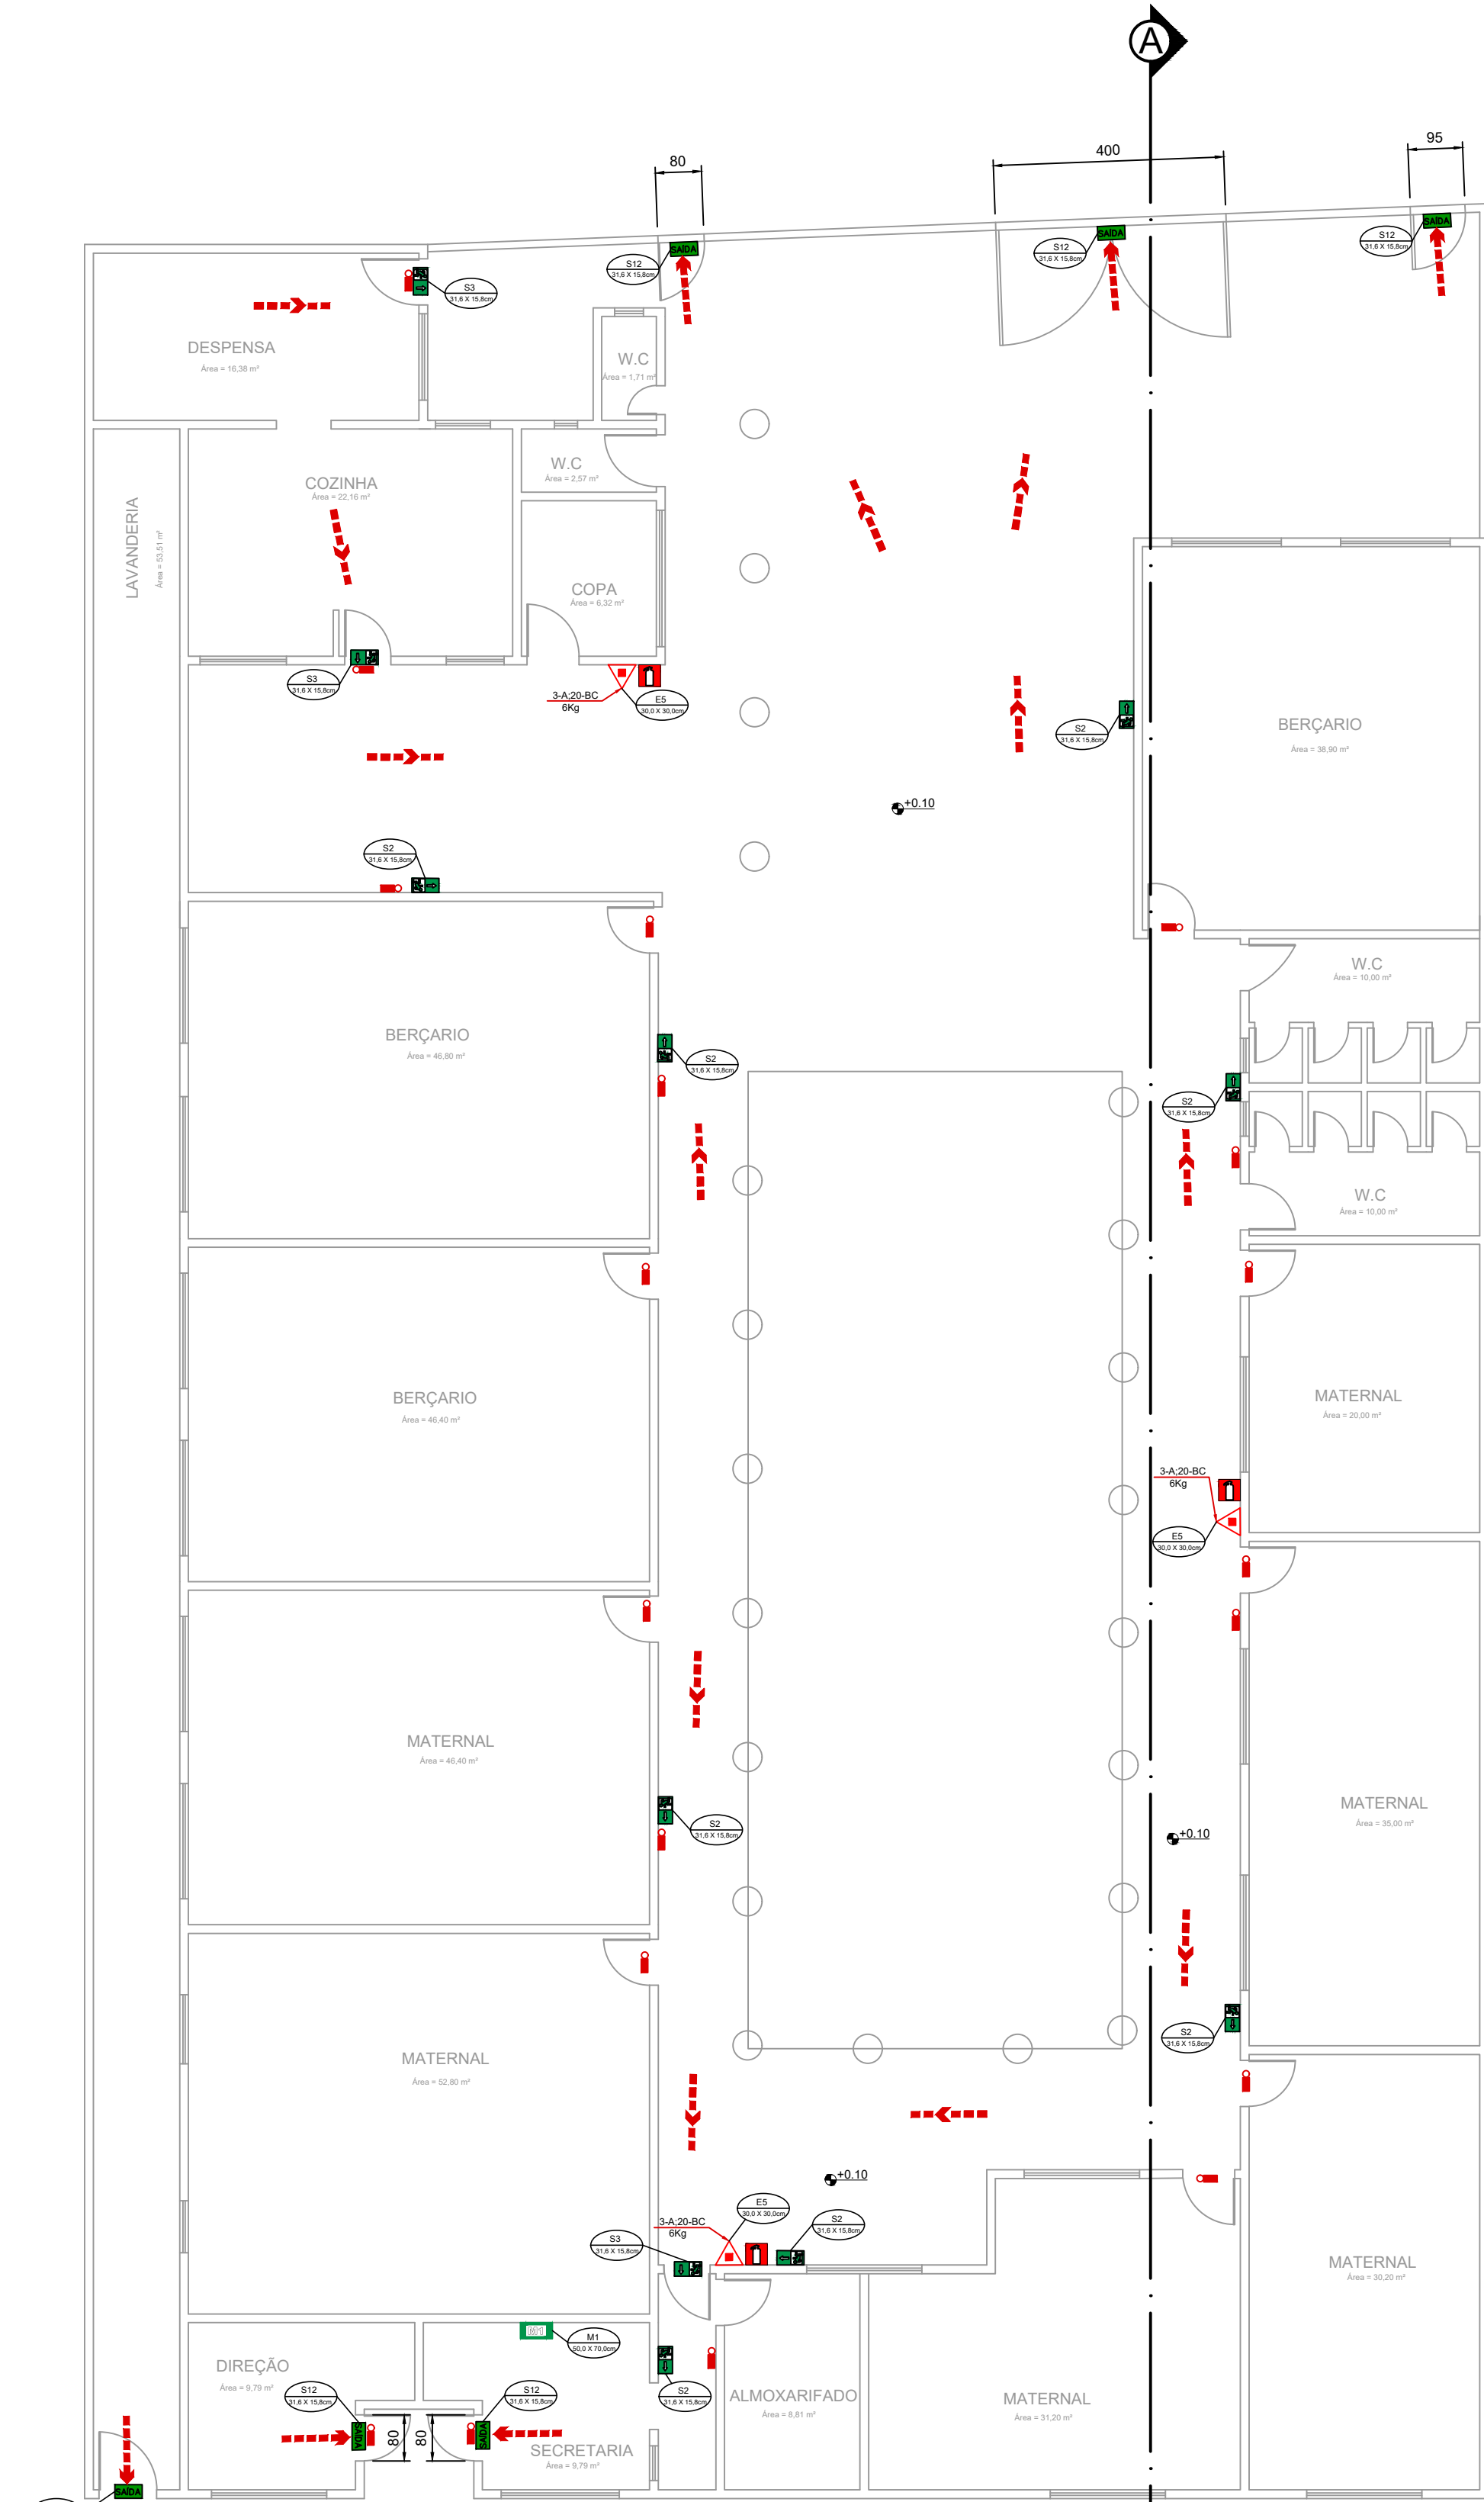 A
80
400
95
SAÍDA
S12
31,6 X 15,8cm
SAÍDA
S12
31,6 X 15,8cm
SAÍDA
S12
31,6 X 15,8cm
S3
31,6 X 15,8cm
DESPENSA
Área = 16,38 m²
W.C
Área = 1,71 m²
W.C
Área = 2,57 m²
COZINHA
Área = 22,16 m²
LAVANDERIA
Área = 53,51 m²
COPA
Área = 6,32 m²
S3
31,6 X 15,8cm
3-A;20-BC
6Kg
E5
30,0 X 30,0cm
S2
31,6 X 15,8cm
BERÇARIO
Área = 38,90 m²
+0.10
S2
31,6 X 15,8cm
W.C
Área = 10,00 m²
BERÇARIO
Área = 46,80 m²
S2
31,6 X 15,8cm
S2
31,6 X 15,8cm
W.C
Área = 10,00 m²
BERÇARIO
Área = 46,40 m²
MATERNAL
Área = 20,00 m²
3-A;20-BC
6Kg
E5
30,0 X 30,0cm
MATERNAL
Área = 46,40 m²
MATERNAL
Área = 35,00 m²
S2
31,6 X 15,8cm
+0.10
S2
31,6 X 15,8cm
MATERNAL
Área = 52,80 m²
+0.10
E5
30,0 X 30,0cm
3-A;20-BC
6Kg
S2
31,6 X 15,8cm
S3
31,6 X 15,8cm
MATERNAL
Área = 30,20 m²
M1
50,0 X 70,0cm
DIREÇÃO
Área = 9,79 m²
S12
31,6 X 15,8cm
S12
31,6 X 15,8cm
S2
31,6 X 15,8cm
ALMOXARIFADO
Área = 8,81 m²
MATERNAL
Área = 31,20 m²
SAÍDA
80
80
SAÍDA
SECRETARIA
Área = 9,79 m²
SAÍDA